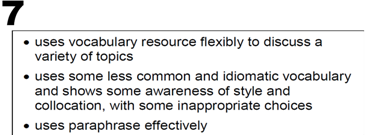 7
• uses vocabulary resource flexibly to discuss a
variety of topics
• uses some less common and idiomatic vocabulary
and shows some awareness of style and
collocation, with some inappropriate choices
• uses paraphrase effectively